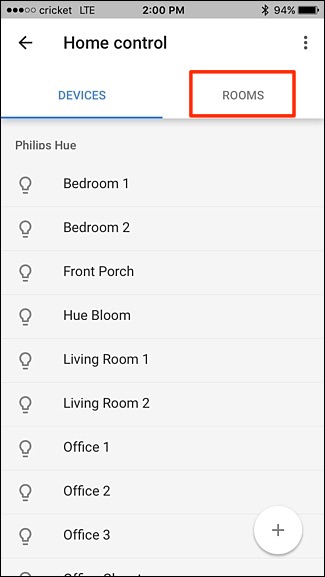 cricket LTE 2:00 PM 94%
Home control
DEVICES ROOMS
Philips Hue
Bedroom 1
Bedroom 2
Front Porch
Hue Bloom
Living Room 1
Living Room 2
Office 1
Office 2
Office 3